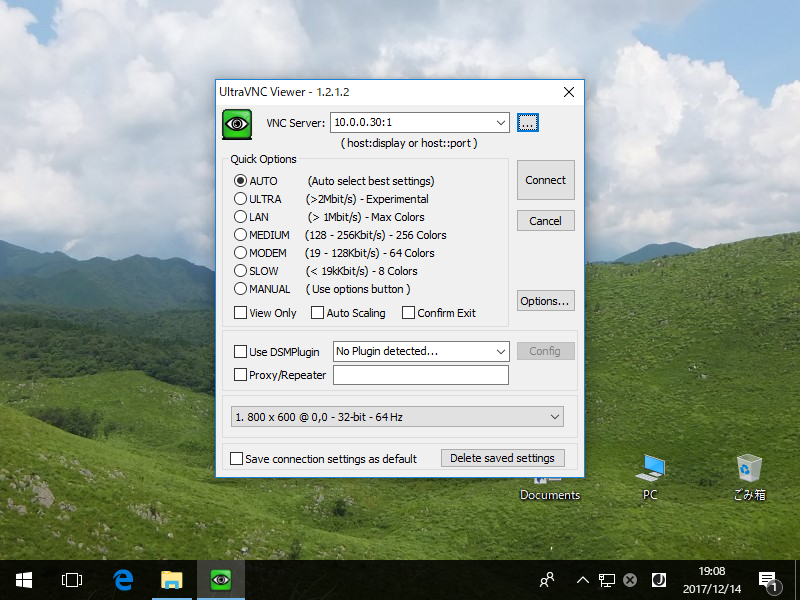 UltraVNC Viewer - 1.2.1.2
VNC Server: 10.0.0.30:1 ...
( host:display or host::port )
Quick Options
AUTO (Auto select best settings)
ULTRA (>2Mbit/s) - Experimental
LAN (> 1Mbit/s) - Max Colors
MEDIUM (128 - 256Kbit/s) - 256 Colors
MODEM (19 - 128Kbit/s) - 64 Colors
SLOW (< 19kKbit/s) - 8 Colors
MANUAL ( Use options button )
View Only Auto Scaling Confirm Exit
Connect
Cancel
Options...
Use DSMPlugin No Plugin detected... Config
Proxy/Repeater
1. 800 x 600 @ 0,0 - 32-bit - 64 Hz
Save connection settings as default Delete saved settings
Documents
PC
ごみ箱
19:08
2017/12/14
1